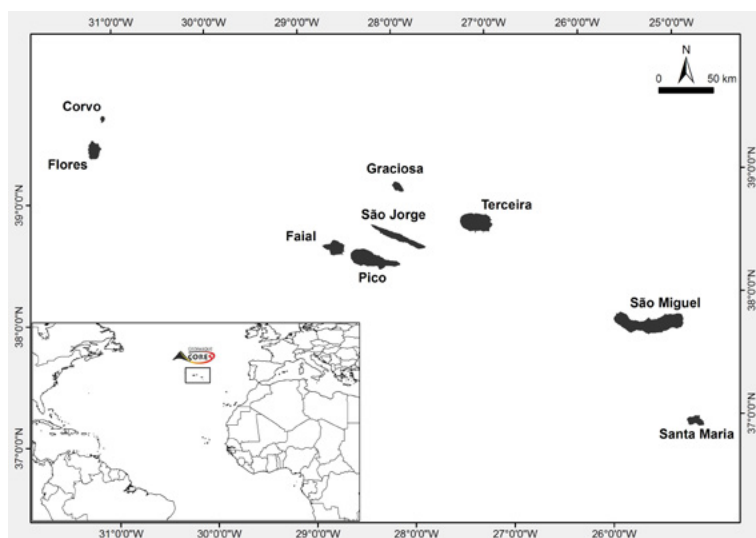 31°0'0"W 30°0'0"W 29°0'0"W 28°0'0"W 27°0'0"W 26°0'0"W 25°0'0"W
N
0 50 km
Corvo
Flores
Graciosa
São Jorge
Terceira
Faial
Pico
São Miguel
Santa Maria
CORES
39°0'0"N
38°0'0"N
37°0'0"N
39°0'0"N
38°0'0"N
37°0'0"N
31°0'0"W 30°0'0"W 29°0'0"W 28°0'0"W 27°0'0"W 26°0'0"W